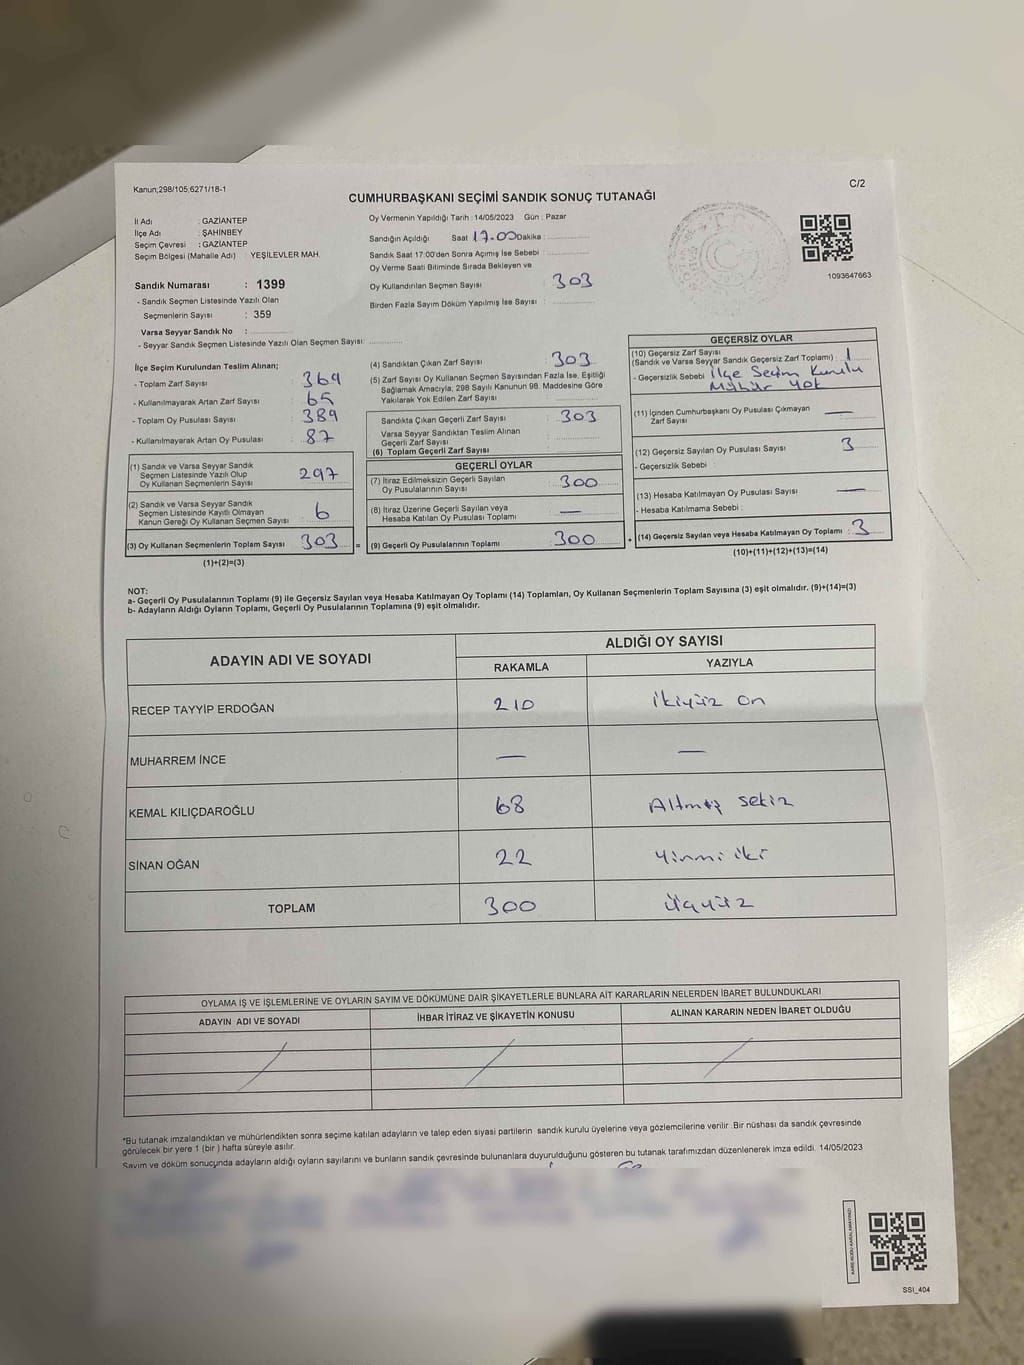 Kanun;298/105;6271/18-1
C/2
CUMHURBAŞKANI SEÇİMİ SANDIK SONUÇ TUTANAĞI
İl Adı : GAZİANTEP
İlçe Adı : ŞAHİNBEY
Seçim Çevresi : GAZİANTEP
Seçim Bölgesi (Mahalle Adı) : YEŞİLEVLER MAH.
Sandık Numarası : 1399
- Sandık Seçmen Listesinde Yazılı Olan
Seçmenlerin Sayısı : 359
Varsa Seyyar Sandık No :
- Seyyar Sandık Seçmen Listesinde Yazılı Olan Seçmen Sayısı:
Oy Vermenin Yapıldığı Tarih : 14/05/2023 Gün : Pazar
Sandığın Açıldığı Saat 17.00 Dakika :
Sandık Saat 17:00'den Sonra Açımış İse Sebebi :
Oy Verme Saati Bitiminde Sırada Bekleyen ve
Oy Kullandırılan Seçmen Sayısı : 303
Birden Fazla Sayım Döküm Yapılmış İse Sayısı :
1093647663
İlçe Seçim Kurulundan Teslim Alınan;
- Toplam Zarf Sayısı : 369
- Kullanılmayarak Artan Zarf Sayısı : 65
- Toplam Oy Pusulası Sayısı : 389
- Kullanılmayarak Artan Oy Pusulası : 87
(1) Sandık ve Varsa Seyyar Sandık
Seçmen Listesinde Yazılı Olup
Oy Kullanan Seçmenlerin Sayısı : 297
(2) Sandık ve Varsa Seyyar Sandık
Seçmen Listesinde Kayıtlı Olmayan
Kanun Gereği Oy Kullanan Seçmen Sayısı : 6
(3) Oy Kullanan Seçmenlerin Toplam Sayısı : 303 =
(1)+(2)=(3)
(4) Sandıktan Çıkan Zarf Sayısı : 303
(5) Zarf Sayısı Oy Kullanan Seçmen Sayısından Fazla İse, Eşitliği
Sağlamak Amacıyla, 298 Sayılı Kanunun 98. Maddesine Göre
Yakılarak Yok Edilen Zarf Sayısı :
Sandıkta Çıkan Geçerli Zarf Sayısı : 303
Varsa Seyyar Sandıktan Teslim Alınan
Geçerli Zarf Sayısı :
(6) Toplam Geçerli Zarf Sayısı :
GEÇERLİ OYLAR
(7) İtiraz Edilmeksizin Geçerli Sayılan
Oy Pusulalarının Sayısı : 300
(8) İtiraz Üzerine Geçerli Sayılan veya
Hesaba Katılan Oy Pusulası Toplamı : —
(9) Geçerli Oy Pusulalarının Toplamı : 300 +
GEÇERSİZ OYLAR
(10) Geçersiz Zarf Sayısı
(Sandık ve Varsa Seyyar Sandık Geçersiz Zarf Toplamı) : 1
- Geçersizlik Sebebi : İlçe Seçim Kurulu
Mühür yok
(11) İçinden Cumhurbaşkanı Oy Pusulası Çıkmayan
Zarf Sayısı : —
(12) Geçersiz Sayılan Oy Pusulası Sayısı : 3
- Geçersizlik Sebebi :
(13) Hesaba Katılmayan Oy Pusulası Sayısı : —
- Hesaba Katılmama Sebebi :
(14) Geçersiz Sayılan veya Hesaba Katılmayan Oy Toplamı : 3
(10)+(11)+(12)+(13)=(14)
NOT:
a- Geçerli Oy Pusulalarının Toplamı (9) ile Geçersiz Sayılan veya Hesaba Katılmayan Oy Toplamı (14) Toplamları, Oy Kullanan Seçmenlerin Toplam Sayısına (3) eşit olmalıdır. (9)+(14)=(3)
b- Adayların Aldığı Oyların Toplamı, Geçerli Oy Pusulalarının Toplamına (9) eşit olmalıdır.
ADAYIN ADI VE SOYADI
ALDIĞI OY SAYISI
RAKAMLA YAZIYLA
RECEP TAYYİP ERDOĞAN 210 ikiyüz on
MUHARREM İNCE — —
KEMAL KILIÇDAROĞLU 68 Altmış sekiz
SİNAN OĞAN 22 Yirmi iki
TOPLAM 300 üçyüz
OYLAMA İŞ VE İŞLEMLERİNE VE OYLARIN SAYIM VE DÖKÜMÜNE DAİR ŞİKAYETLERLE BUNLARA AİT KARARLARIN NELERDEN İBARET BULUNDUKLARI
ADAYIN ADI VE SOYADI İHBAR İTİRAZ VE ŞİKAYETİN KONUSU ALINAN KARARIN NEDEN İBARET OLDUĞU
*Bu tutanak imzalandıktan ve mühürlendikten sonra seçime katılan adayların ve talep eden siyasi partilerin sandık kurulu üyelerine veya gözlemcilerine verilir .Bir nüshası da sandık çevresinde
görülecek bir yere 1 (bir ) hafta süreyle asılır.
Sayım ve döküm sonucunda adayların aldığı oyların sayılarını ve bunların sandık çevresinde bulunanlara duyurulduğunu gösteren bu tutanak tarafımızdan düzenlenerek imza edildi. 14/05/2023
KARE KODU KARALAMAYINIZ!
SSI_404